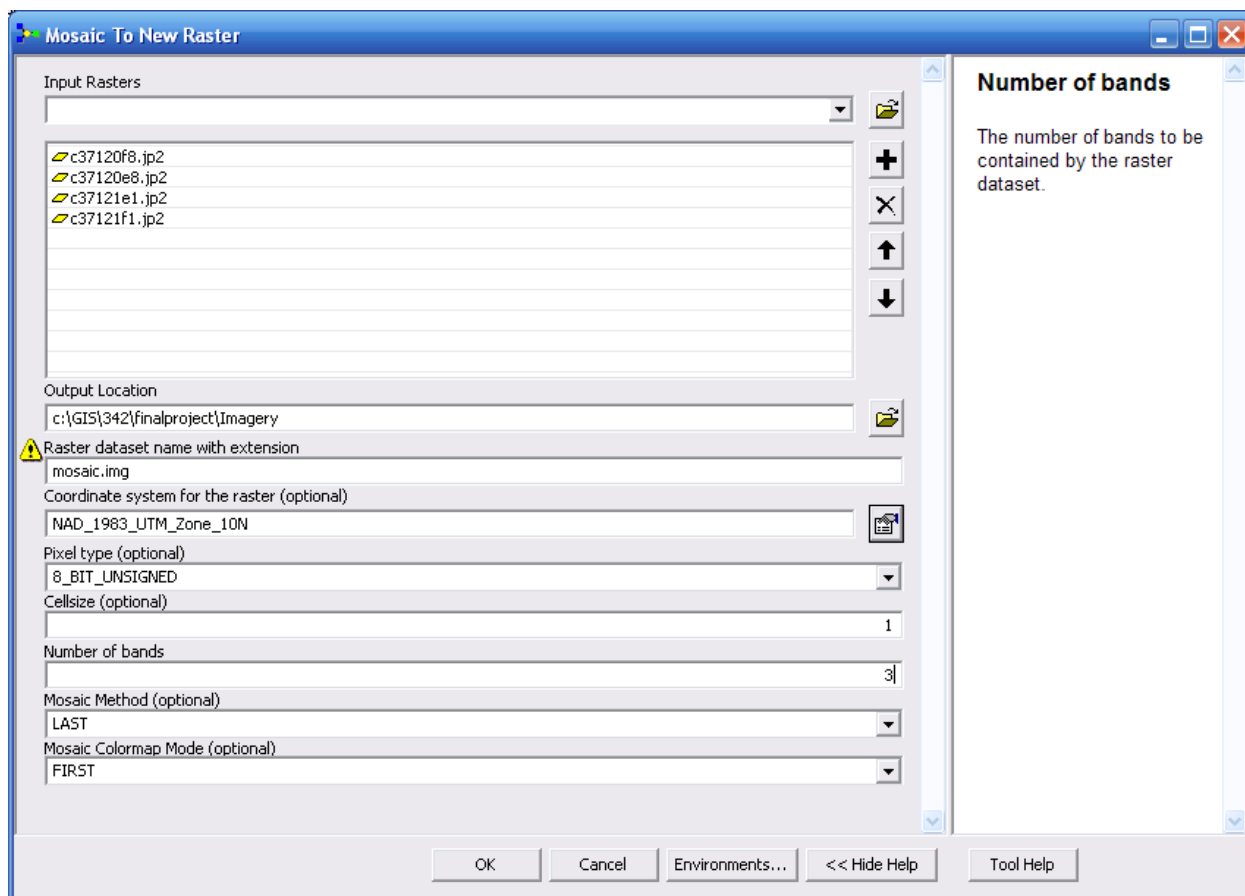 Mosaic To New Raster
Input Rasters
c37120f8.jp2
c37120e8.jp2
c37121e1.jp2
c37121f1.jp2
Output Location
c:\GIS\342\finalproject\Imagery
Raster dataset name with extension
mosaic.img
Coordinate system for the raster (optional)
NAD_1983_UTM_Zone_10N
Pixel type (optional)
8_BIT_UNSIGNED
Cellsize (optional)
1
Number of bands
3
Mosaic Method (optional)
LAST
Mosaic Colormap Mode (optional)
FIRST
Number of bands
The number of bands to be
contained by the raster
dataset.
OK
Cancel
Environments...
<< Hide Help
Tool Help